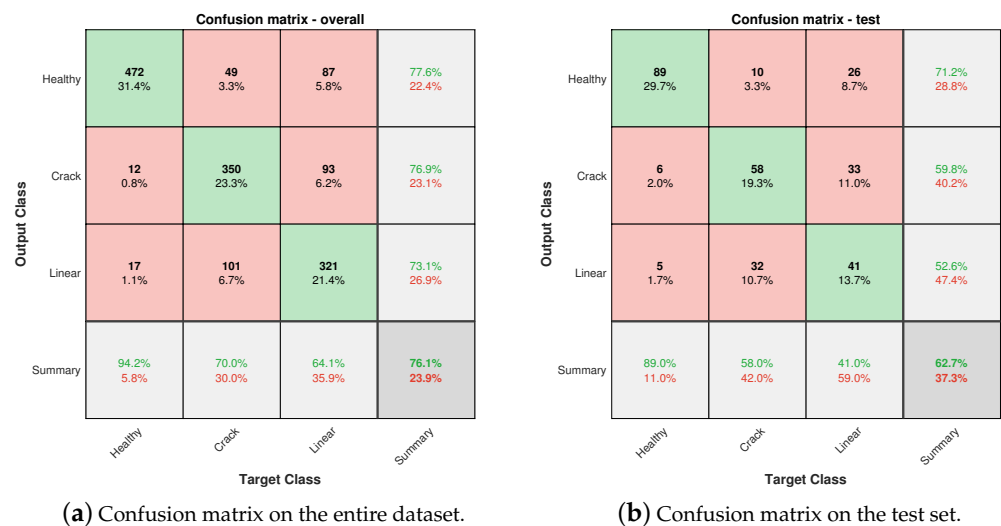 Confusion matrix - overall
Healthy 472 49 87 77.6%
31.4% 3.3% 5.8% 22.4%
Crack 12 350 93 76.9%
0.8% 23.3% 6.2% 23.1%
Linear 17 101 321 73.1%
1.1% 6.7% 21.4% 26.9%
Summary 94.2% 70.0% 64.1% 76.1%
5.8% 30.0% 35.9% 23.9%
Output Class
Healthy Crack Linear Summary
Target Class
(a) Confusion matrix on the entire dataset.
Confusion matrix - test
Healthy 89 10 26 71.2%
29.7% 3.3% 8.7% 28.8%
Crack 6 58 33 59.8%
2.0% 19.3% 11.0% 40.2%
Linear 5 32 41 52.6%
1.7% 10.7% 13.7% 47.4%
Summary 89.0% 58.0% 41.0% 62.7%
11.0% 42.0% 59.0% 37.3%
Output Class
Healthy Crack Linear Summary
Target Class
(b) Confusion matrix on the test set.